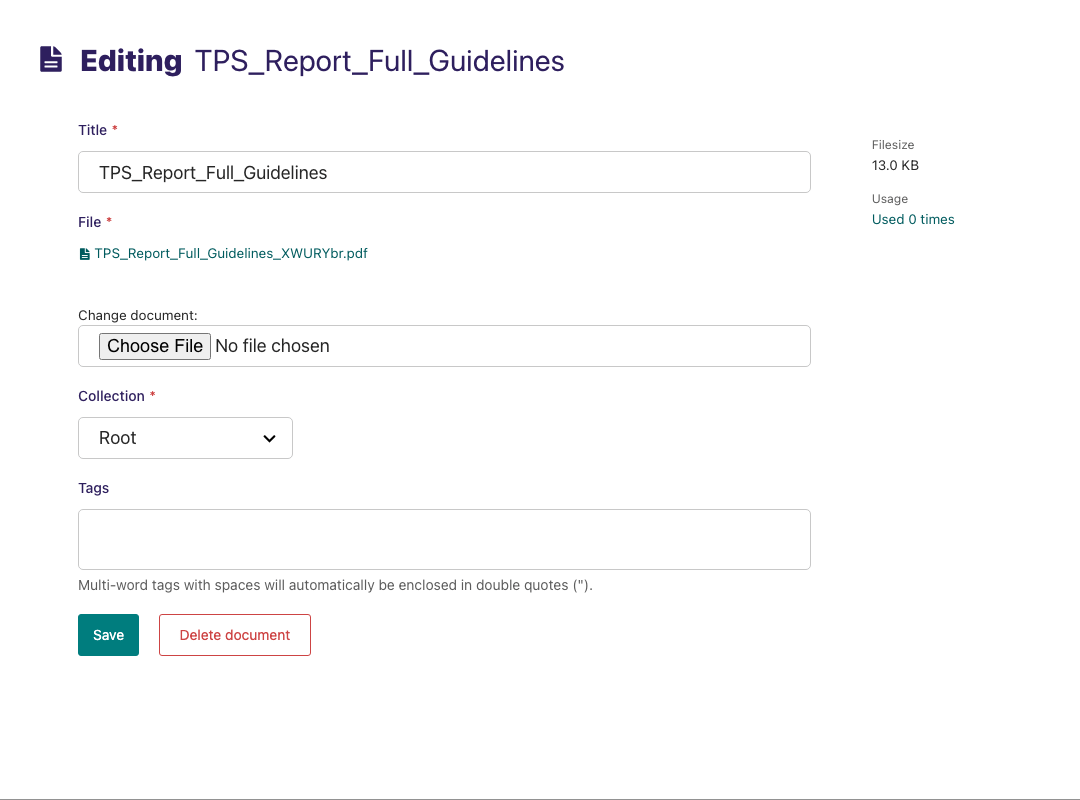 Editing TPS_Report_Full_Guidelines
Title *
TPS_Report_Full_Guidelines
File *
TPS_Report_Full_Guidelines_XWURYbr.pdf
Change document:
Choose File No file chosen
Collection *
Root
Tags
Multi-word tags with spaces will automatically be enclosed in double quotes (").
Save Delete document
Filesize
13.0 KB
Usage
Used 0 times